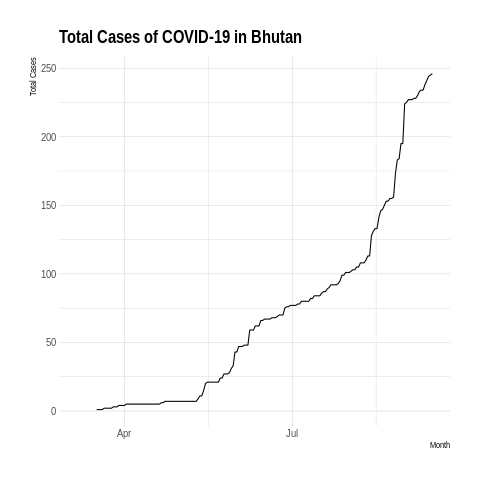 Total Cases of COVID-19 in Bhutan
Total Cases
250
200
150
100
50
0
Apr
Jul
Month